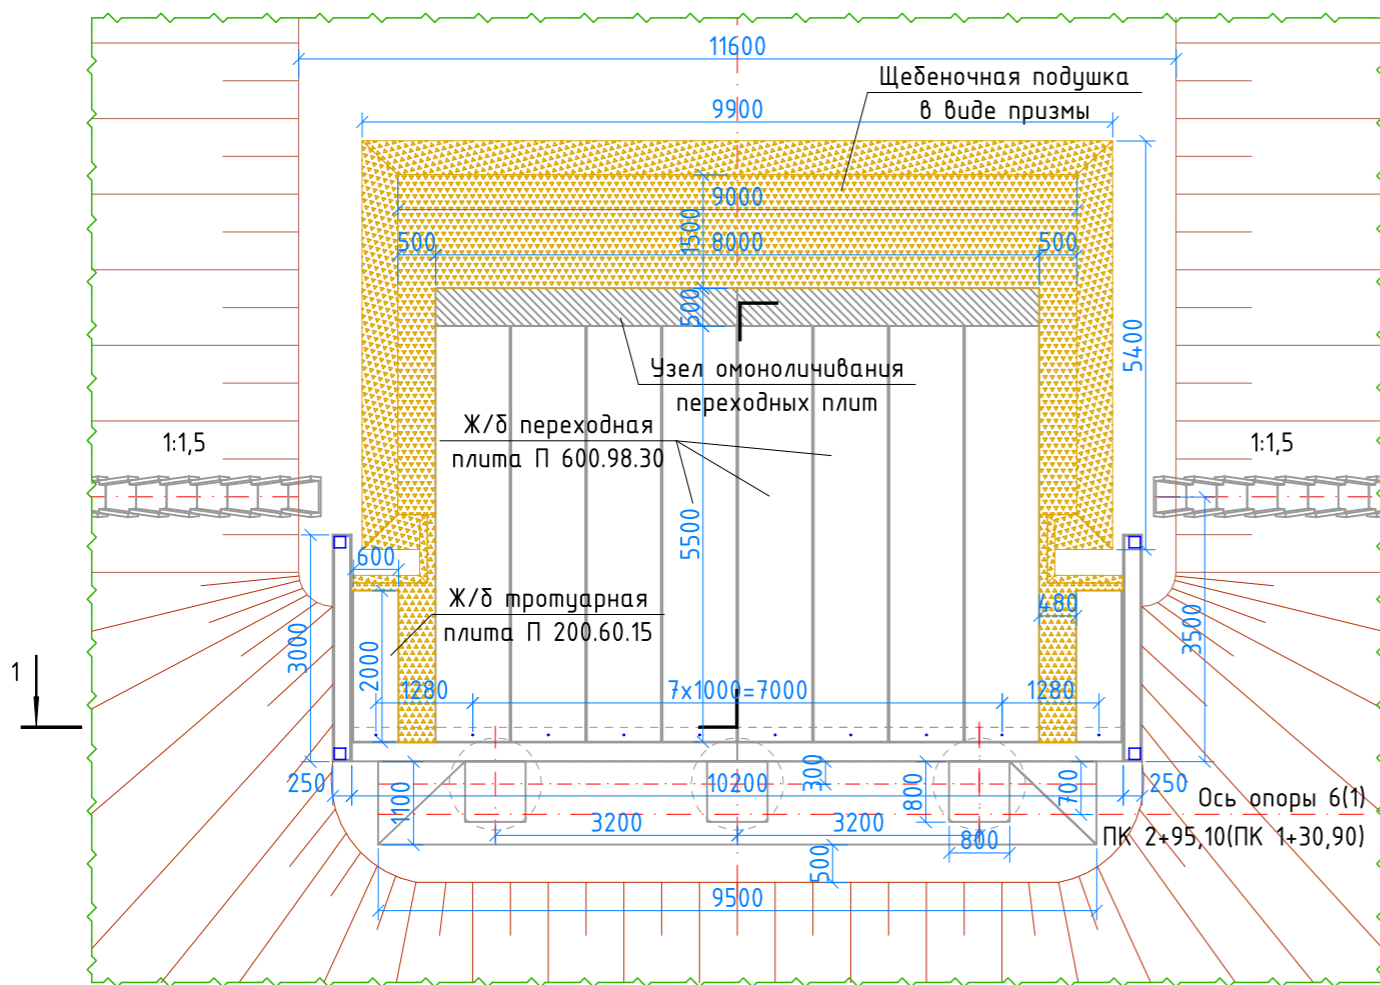 11600
Щебеночная подушка
в виде призмы
9900
9000
1500
500
8000
500
500
5400
Узел омоноличивания
переходных плит
Ж/б переходная
плита П 600.98.30
1:1,5
1:1,5
5500
600
Ж/б тротуарная
плита П 200.60.15
480
3000
2000
3500
1
1280
7х1000=7000
1280
250
1100
10200
300
800
700
250
Ось опоры 6(1)
ПК 2+95,10(ПК 1+30,90)
3200
3200
800
500
9500